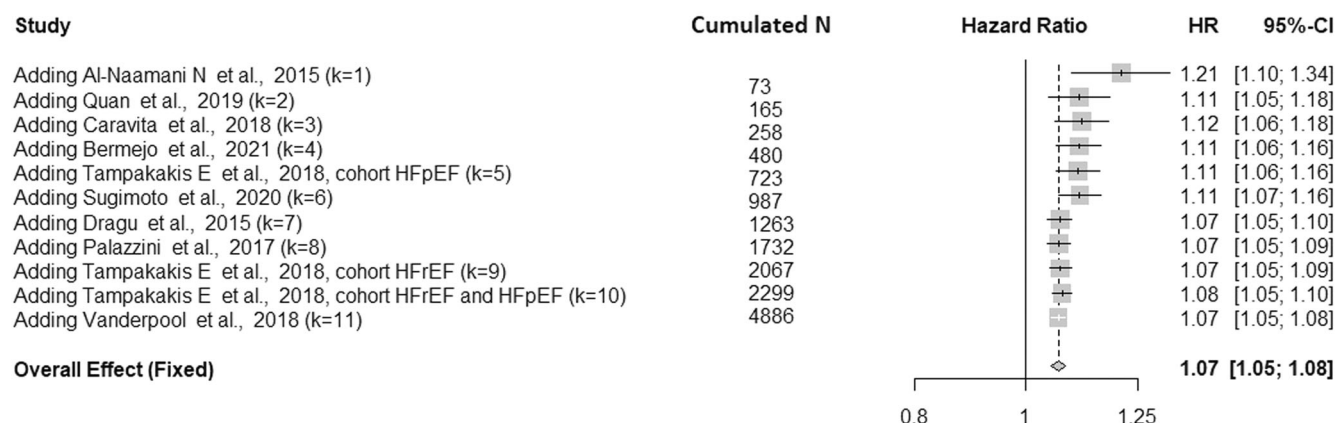 Study Cumulated N Hazard Ratio HR 95%-CI
Adding Al-Naamani N et al., 2015 (k=1) 73 1.21 [1.10; 1.34]
Adding Quan et al., 2019 (k=2) 165 1.11 [1.05; 1.18]
Adding Caravita et al., 2018 (k=3) 258 1.12 [1.06; 1.18]
Adding Bermejo et al., 2021 (k=4) 480 1.11 [1.06; 1.16]
Adding Tampakakis E et al., 2018, cohort HFpEF (k=5) 723 1.11 [1.06; 1.16]
Adding Sugimoto et al., 2020 (k=6) 987 1.11 [1.07; 1.16]
Adding Dragu et al., 2015 (k=7) 1263 1.07 [1.05; 1.10]
Adding Palazzini et al., 2017 (k=8) 1732 1.07 [1.05; 1.09]
Adding Tampakakis E et al., 2018, cohort HFrEF (k=9) 2067 1.07 [1.05; 1.09]
Adding Tampakakis E et al., 2018, cohort HFrEF and HFpEF (k=10) 2299 1.08 [1.05; 1.10]
Adding Vanderpool et al., 2018 (k=11) 4886 1.07 [1.05; 1.08]
Overall Effect (Fixed) 1.07 [1.05; 1.08]
0.8 1 1.25